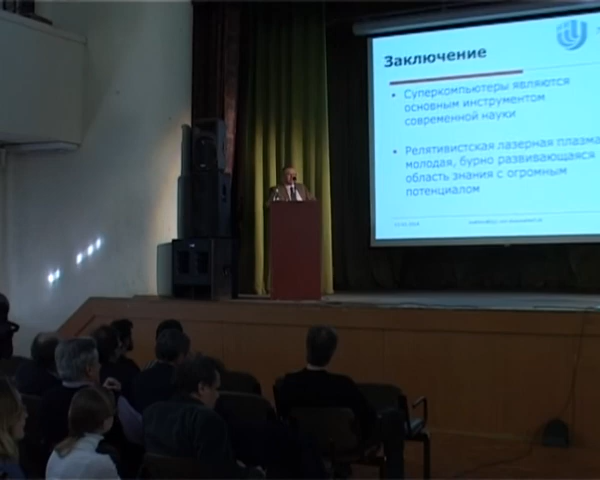 Заключение
• Суперкомпьютеры являются
основным инструментом
современной науки
• Релятивистская лазерная плазма
молодая, бурно развивающаяся
область знания с огромным
потенциалом